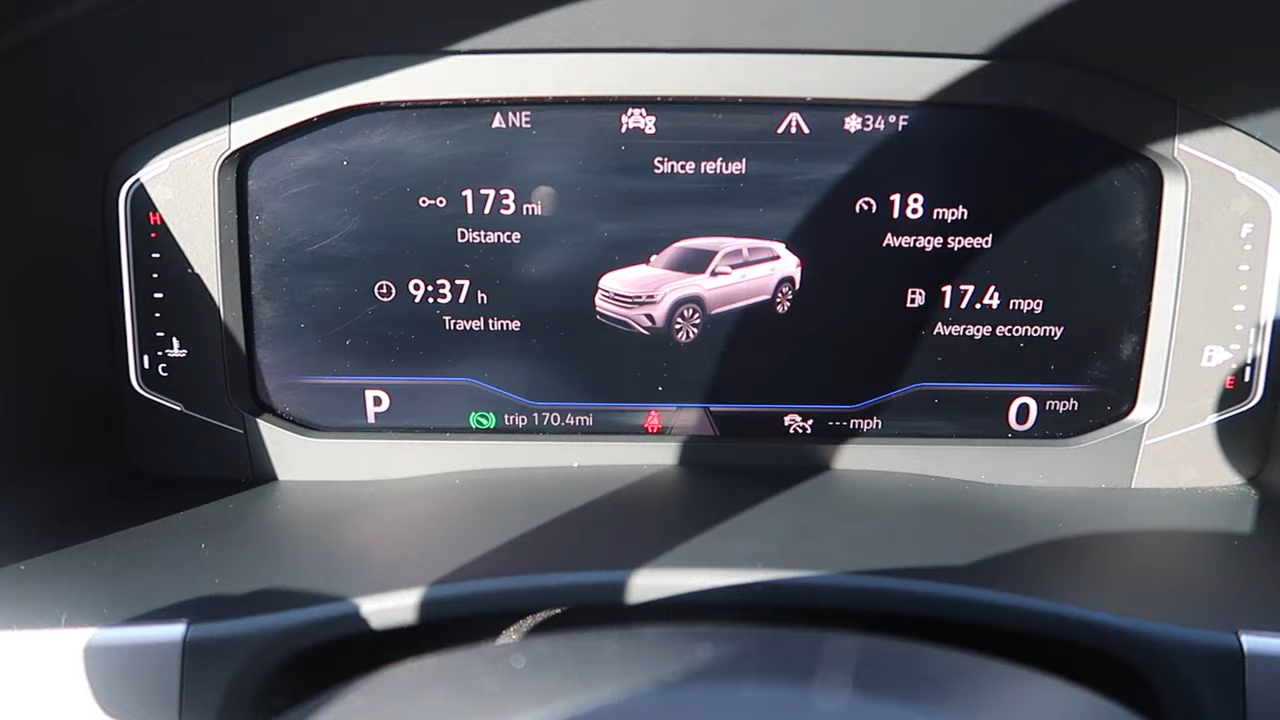 NE
34°F
Since refuel
173 mi
Distance
18 mph
Average speed
9:37 h
Travel time
17.4 mpg
Average economy
H
C
F
E
P
trip 170.4mi
---mph
0 mph